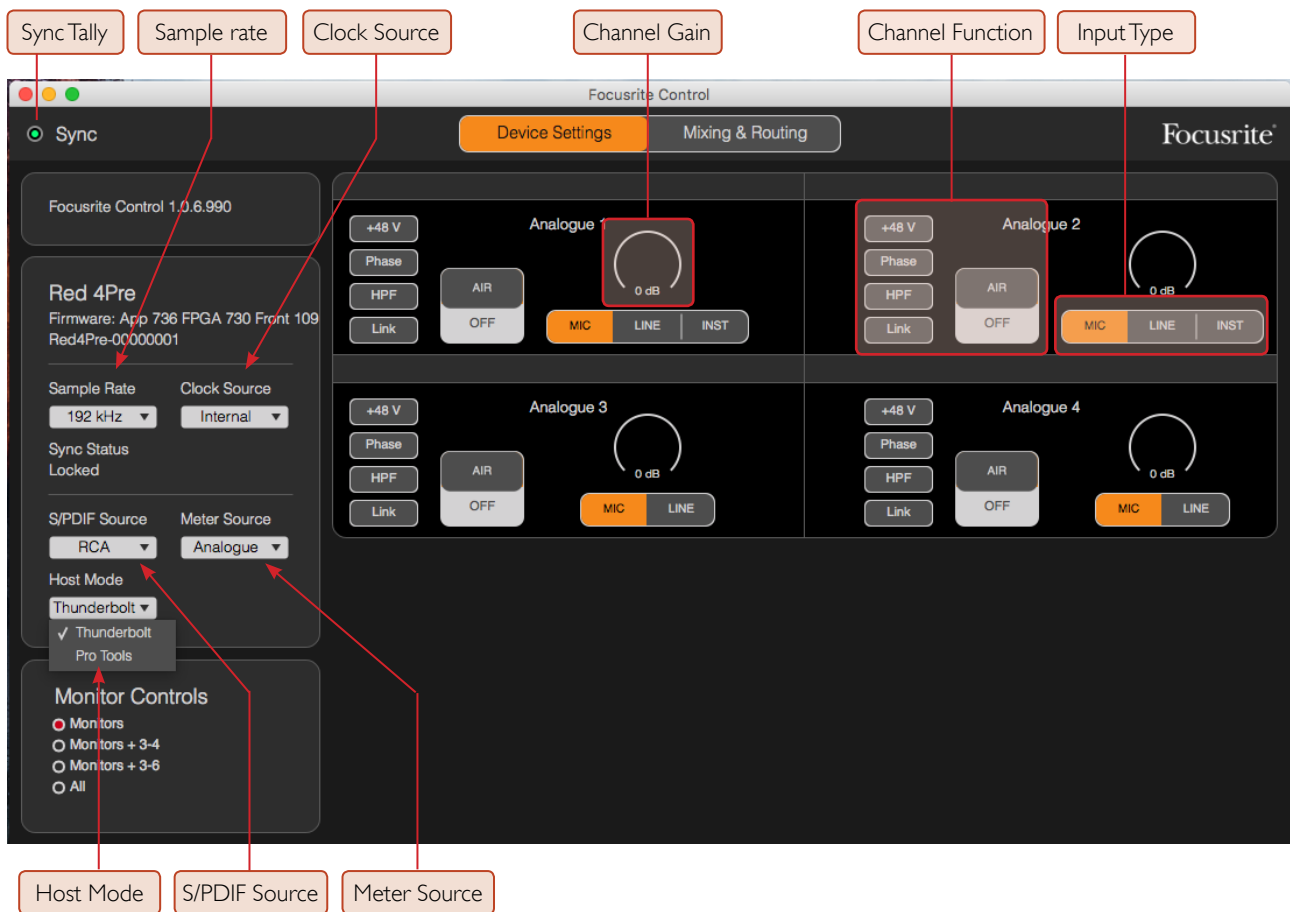 Sync Tally
Sample rate
Clock Source
Channel Gain
Channel Function
Input Type
Focusrite Control
Sync
Device Settings
Mixing & Routing
Focusrite®
Focusrite Control 1.0.6.990
Red 4Pre
Firmware: App 736 FPGA 730 Front 109
Red4Pre-00000001
Sample Rate
Clock Source
192 kHz
Internal
Sync Status
Locked
S/PDIF Source
Meter Source
RCA
Analogue
Host Mode
Thunderbolt
✓ Thunderbolt
Pro Tools
Monitor Controls
Monitors
Monitors + 3-4
Monitors + 3-6
All
+48 V
Phase
HPF
Link
Analogue 1
AIR
OFF
0 dB
MIC
LINE
INST
+48 V
Phase
HPF
Link
Analogue 2
AIR
OFF
0 dB
MIC
LINE
INST
+48 V
Phase
HPF
Link
Analogue 3
AIR
OFF
0 dB
MIC
LINE
+48 V
Phase
HPF
Link
Analogue 4
AIR
OFF
0 dB
MIC
LINE
Host Mode
S/PDIF Source
Meter Source